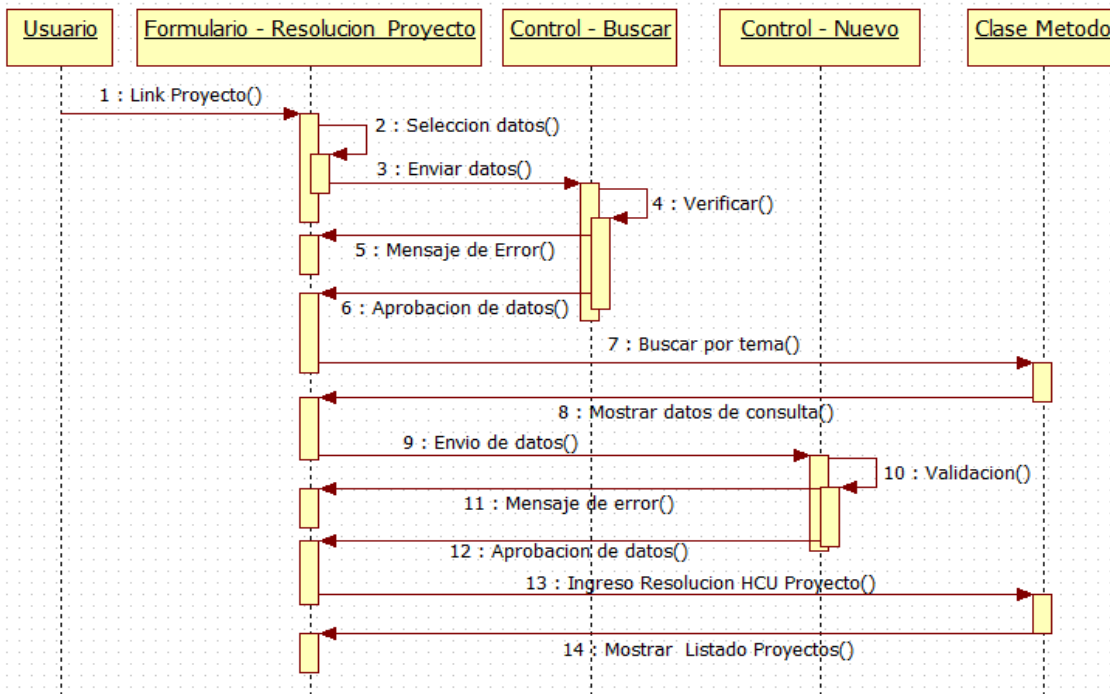 Usuario
Formulario - Resolucion_Proyecto
Control - Buscar
Control - Nuevo
Clase Metodo
1 : Link Proyecto()
2 : Seleccion datos()
3 : Enviar datos()
4 : Verificar()
5 : Mensaje de Error()
6 : Aprobacion de datos()
7 : Buscar por tema()
8 : Mostrar datos de consulta()
9 : Envio de datos()
10 : Validacion()
11 : Mensaje de error()
12 : Aprobacion de datos()
13 : Ingreso Resolucion HCU Proyecto()
14 : Mostrar Listado Proyectos()